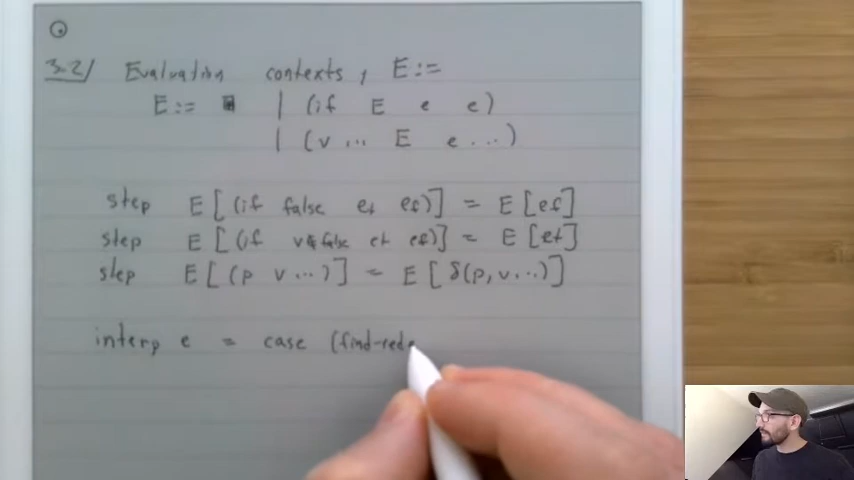 3-2/ Evaluation contexts, E:=
E:= ▪ | (if E e e)
| (v ... E e ...)
step E[(if false et ef)] = E[ef]
step E[(if v≠false et ef)] = E[et]
step E[(p v ...)] = E[δ(p, v ...)]
interp e = case (find-rede